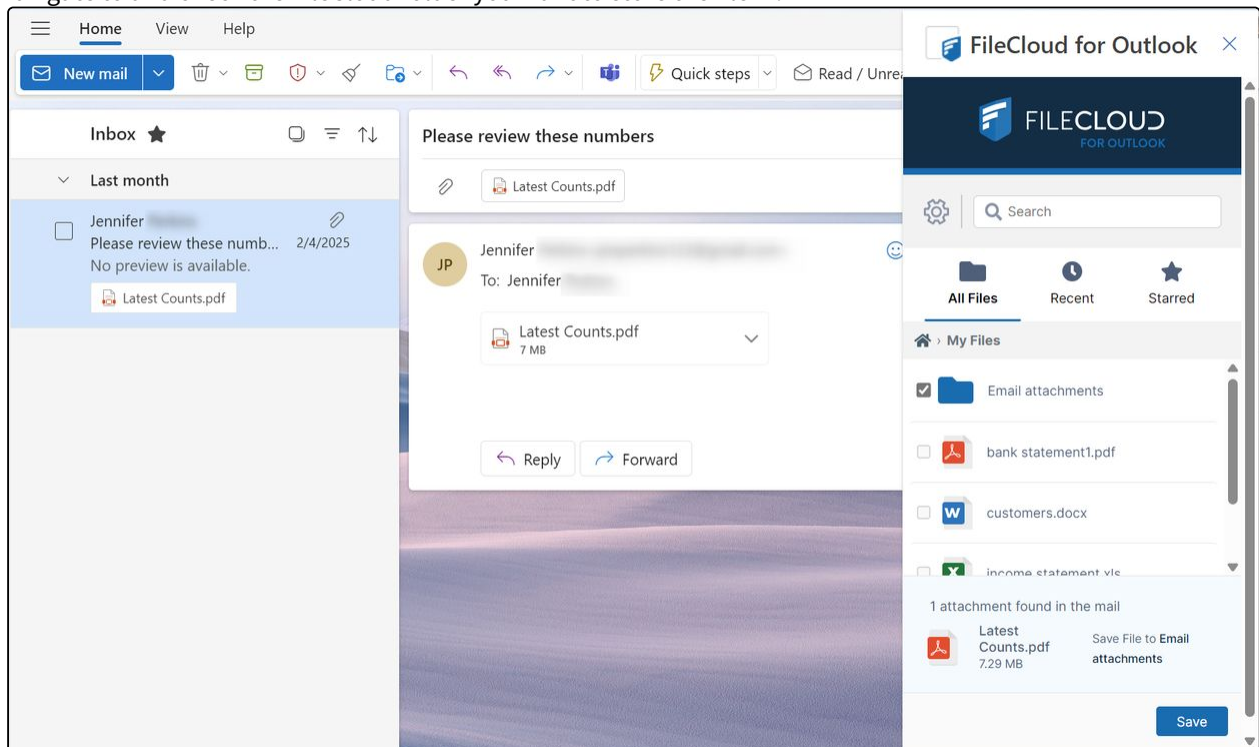 Home View Help
New mail
Quick steps
Read / Unrea
Inbox
Last month
Jennifer
Please review these numb... 2/4/2025
No preview is available.
Latest Counts.pdf
Please review these numbers
Latest Counts.pdf
JP
Jennifer
To: Jennifer
Latest Counts.pdf
7 MB
Reply
Forward
FileCloud for Outlook
FILECLOUD
FOR OUTLOOK
Search
All Files Recent Starred
› My Files
Email attachments
bank statement1.pdf
customers.docx
income statement.xls
1 attachment found in the mail
Latest
Counts.pdf
7.29 MB
Save File to Email
attachments
Save